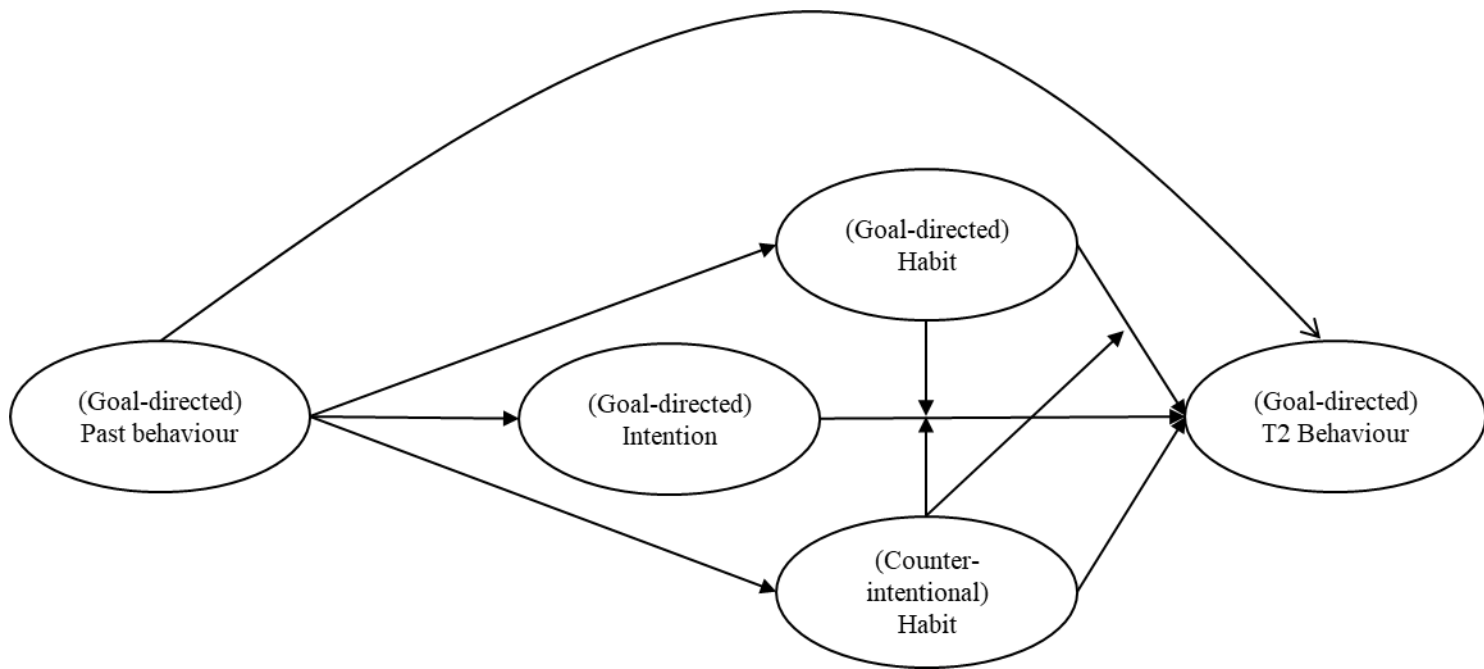 (Goal-directed)
Habit
(Goal-directed)
Past behaviour
(Goal-directed)
Intention
(Goal-directed)
T2 Behaviour
(Counter-
intentional)
Habit